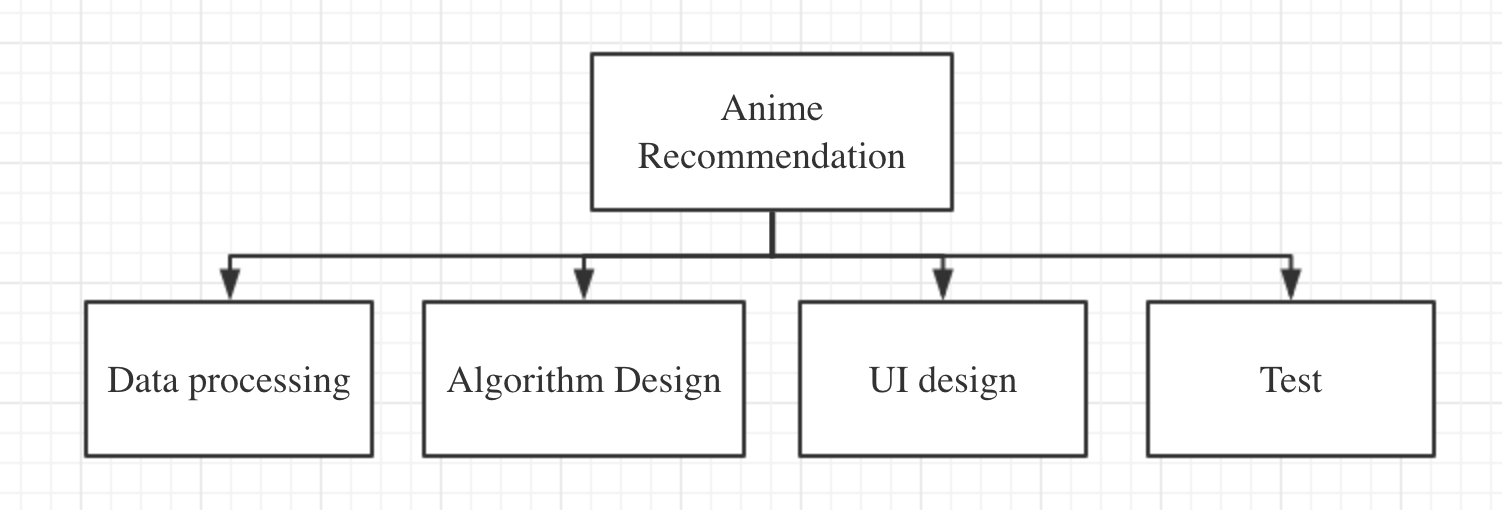 Anime
Recommendation
Data processing
Algorithm Design
UI design
Test